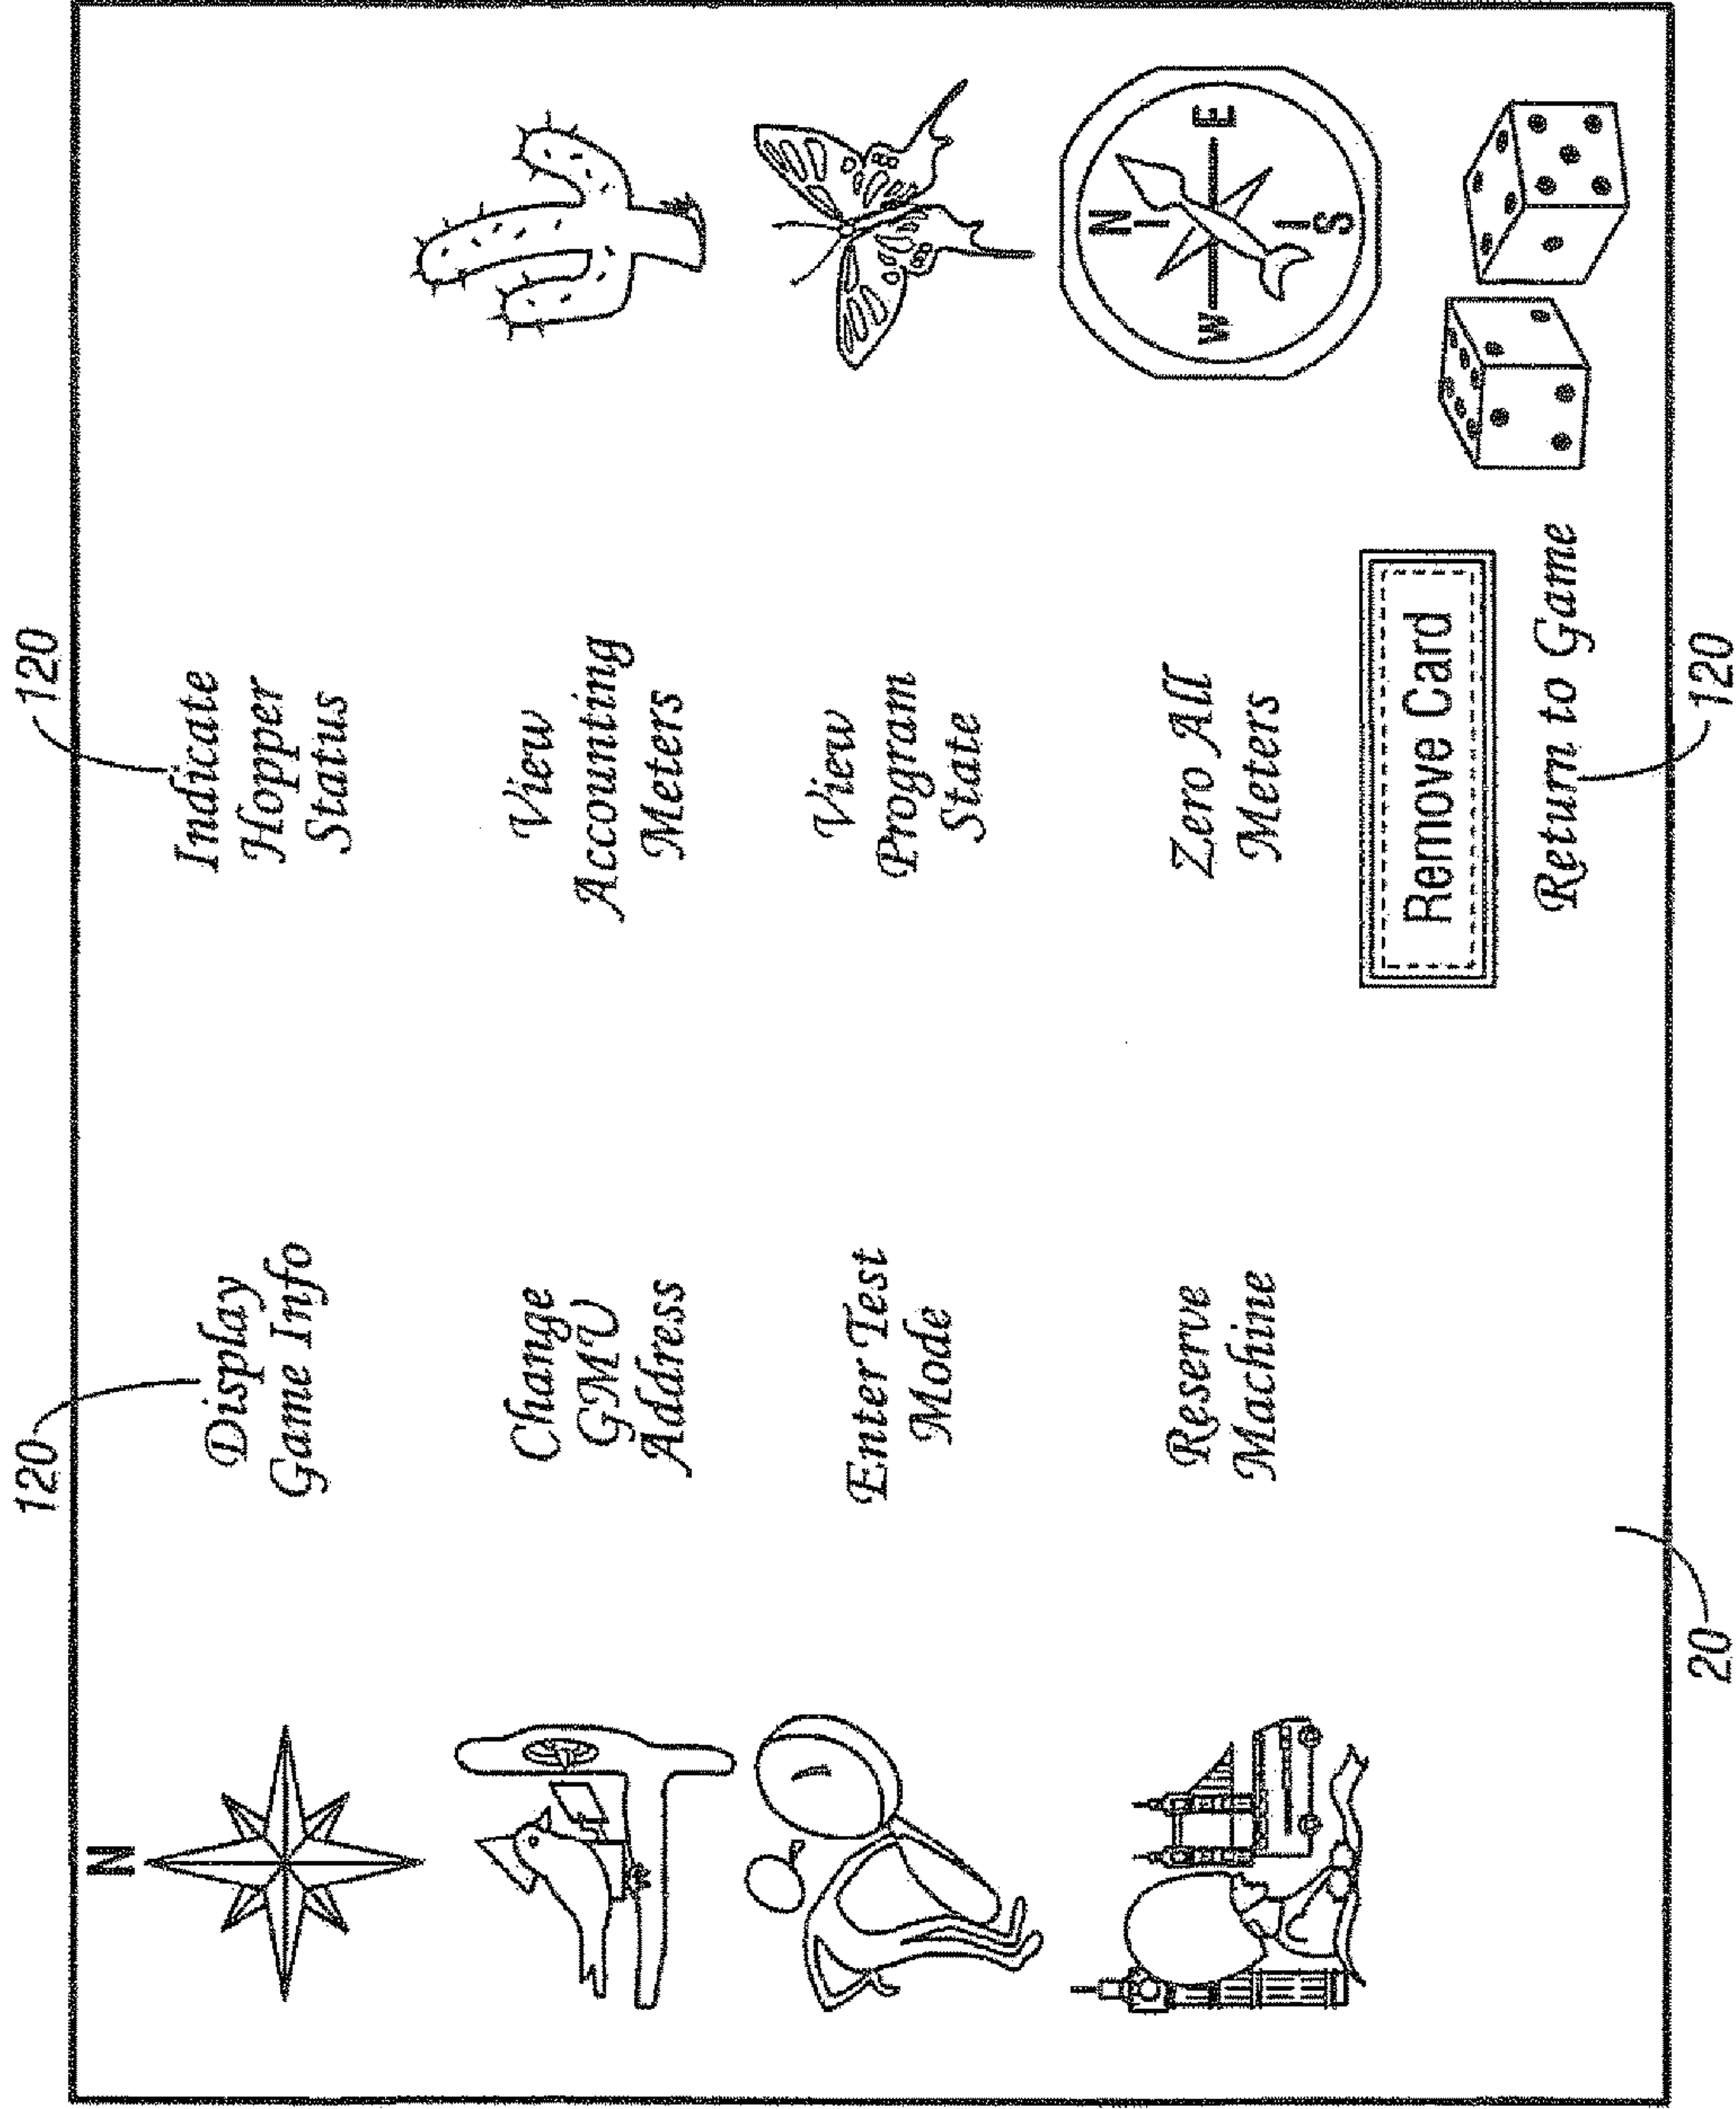 120
120
N
Display
Game Info
Indicate
Hopper
Status
Change
GMU
Address
View
Accounting
Meters
Enter Test
Mode
View
Program
State
Reserve
Machine
Zero All
Meters
N
W
E
S
Remove Card
Return to Game
20
120